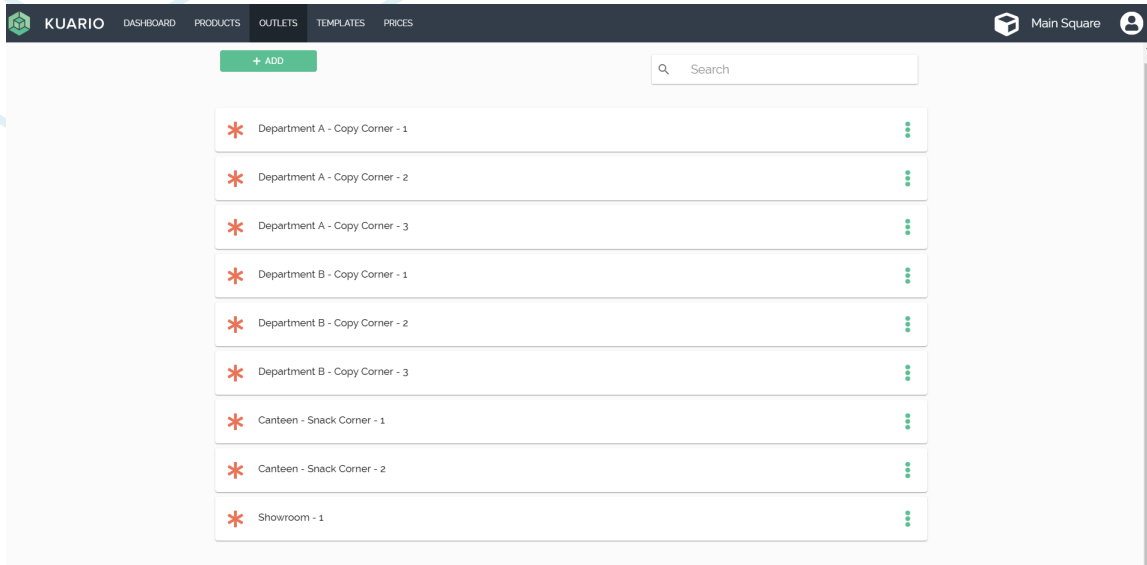 KUARIO DASHBOARD PRODUCTS OUTLETS TEMPLATES PRICES Main Square
+ ADD
Search
Department A - Copy Corner - 1
Department A - Copy Corner - 2
Department A - Copy Corner - 3
Department B - Copy Corner - 1
Department B - Copy Corner - 2
Department B - Copy Corner - 3
Canteen - Snack Corner - 1
Canteen - Snack Corner - 2
Showroom - 1